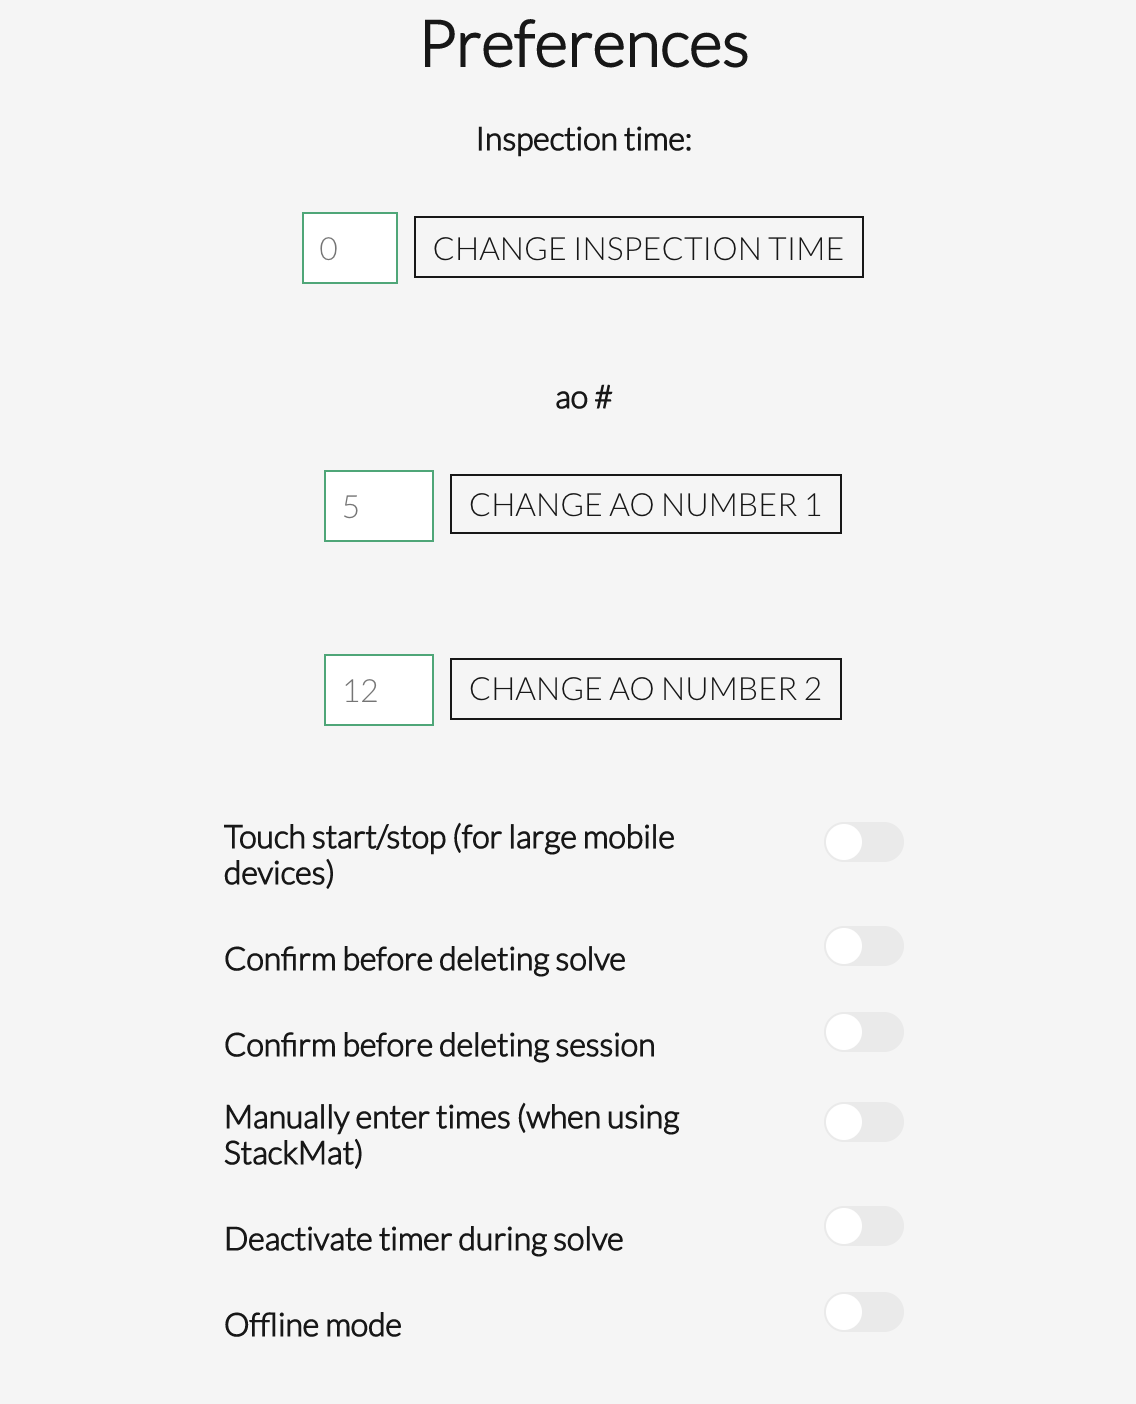 Preferences
Inspection time:
0 CHANGE INSPECTION TIME
ao #
5 CHANGE AO NUMBER 1
12 CHANGE AO NUMBER 2
Touch start/stop (for large mobile
devices)
Confirm before deleting solve
Confirm before deleting session
Manually enter times (when using
StackMat)
Deactivate timer during solve
Offline mode